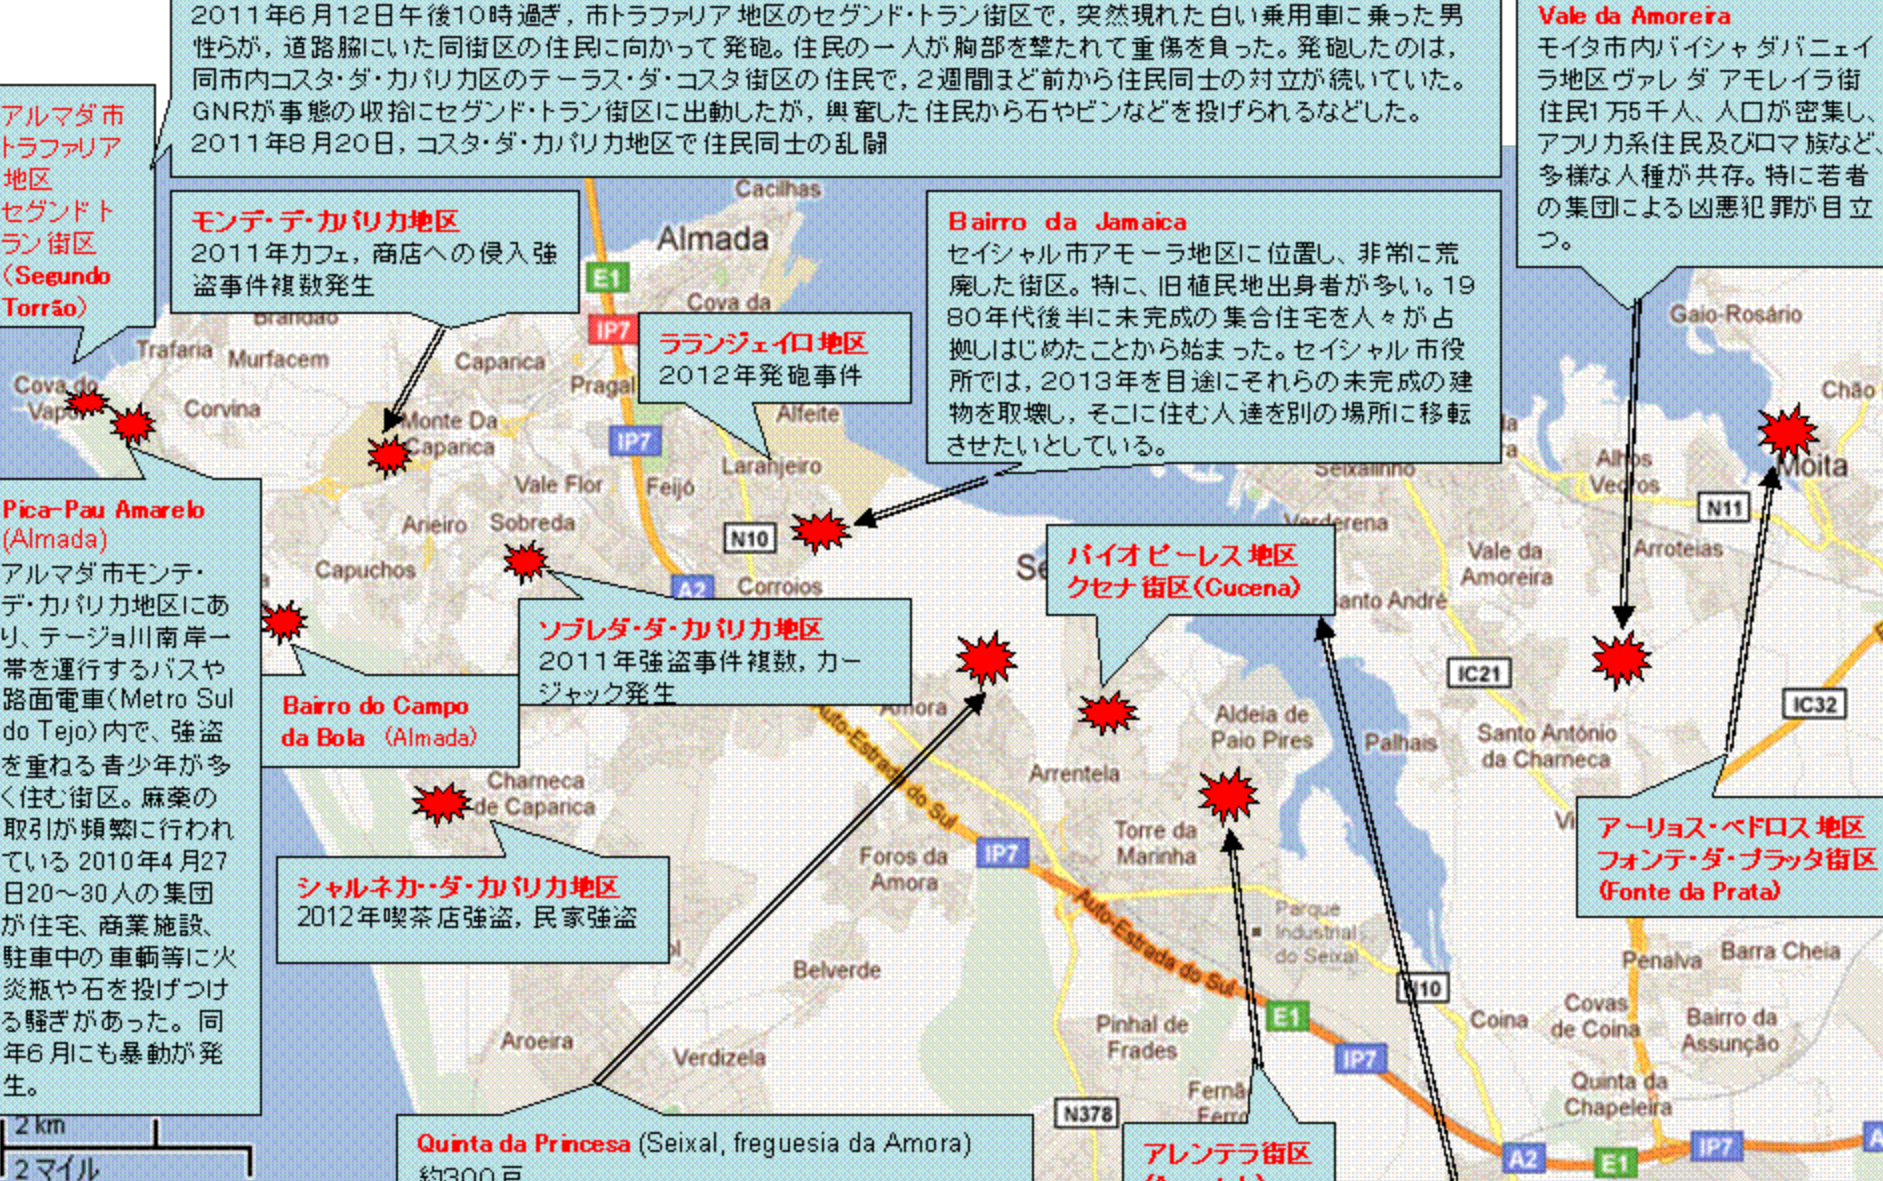 2011年6月12日午後10時過ぎ，市トラファリア地区のセグンド・トラン街区で，突然現れた白い乗用車に乗った男
性らが，道路脇にいた同街区の住民に向かって発砲。住民の一人が胸部を撃たれて重傷を負った。発砲したのは，
同市内コスタ・ダ・カパリカ区のテーラス・ダ・コスタ街区の住民で，2週間ほど前から住民同士の対立が続いていた。
GNRが事態の収拾にセグンド・トラン街区に出動したが，興奮した住民から石やビンなどを投げられるなどした。
2011年8月20日，コスタ・ダ・カパリカ地区で住民同士の乱闘
Vale da Amoreira
モイタ市内バイシャ ダバニェイ
ラ地区ヴァレ ダ アモレイラ街
住民1万5千人、人口が密集し、
アフリカ系住民及びロマ族など、
多様な人種が共存。特に若者
の集団による凶悪犯罪が目立
つ。
アルマダ市
トラファリア
地区
セグンドト
ラン街区
（Segundo
Torrão）
モンデ・デ・カパリカ地区
2011年カフェ，商店への侵入強
盗事件複数発生
Bairro da Jamaica
セイシャル市アモーラ地区に位置し、非常に荒
廃した街区。特に、旧植民地出身者が多い。19
80年代後半に未完成の集合住宅を人々が占
拠しはじめたことから始まった。セイシャル市役
所では，2013年を目途にそれらの未完成の建
物を取壊し，そこに住む人達を別の場所に移転
させたいとしている。
ラランジェイロ地区
2012年発砲事件
Cacilhas
Almada
Cova da
E1
IP7
Brandão
Trafaria
Murfacem
Caparica
Pragal
Cova do
Vapor
Corvina
Monte Da
Caparica
Alfeite
IP7
Laranjeiro
Vale Flor
Feijó
Arieiro
Sobreda
N10
Capuchos
A2
Corroios
Gaio-Rosário
Chão
Moita
Alhos
Vedros
N11
Seixalinho
Verderena
Vale da
Amoreira
Arroteias
Santo André
IC21
IC32
Pica-Pau Amarelo
(Almada)
アルマダ市モンテ・
デ・カパリカ地区にあ
り、テージョ川南岸一
帯を運行するバスや
路面電車（Metro Sul
do Tejo）内で、強盗
を重ねる青少年が多
く住む街区。麻薬の
取引が頻繁に行われ
ている 2010年4月27
日20～30人の集団
が住宅、商業施設、
駐車中の車輌等に火
炎瓶や石を投げつけ
る騒ぎがあった。同
年6月にも暴動が発
生。
Bairro do Campo
da Bola （Almada）
ソブレダ・ダ・カパリカ地区
2011年強盗事件複数，カー
ジャック発生
バイオ ピーレス地区
クセナ街区（Cucena）
Amora
Auto-Estrada do Sul
Aldeia de
Paio Pires
Palhais
Santo António
da Charneca
Arrentela
Charneca
de Caparica
シャルネカ・・ダ・カパリカ地区
2012年喫茶店強盗，民家強盗
Torre da
Marinha
Foros da
Amora
IP7
Auto-Estrada do Sul
Parque
Industrial
do Seixal
アーリョス・ベドロス地区
フォンテ・ダ・ブラッタ街区
(Fonte da Prata)
Belverde
Penalva
Barra Cheia
N10
E1
Coina
Covas
de Coina
Bairro da
Assunção
Aroeira
Verdizela
Pinhal de
Frades
IP7
Quinta da
Chapeleira
Fernão
Ferro
N378
A2
E1
IP7
2 km
2 マイル
Quinta da Princesa (Seixal, freguesia da Amora)
約300戸
アレンテラ街区